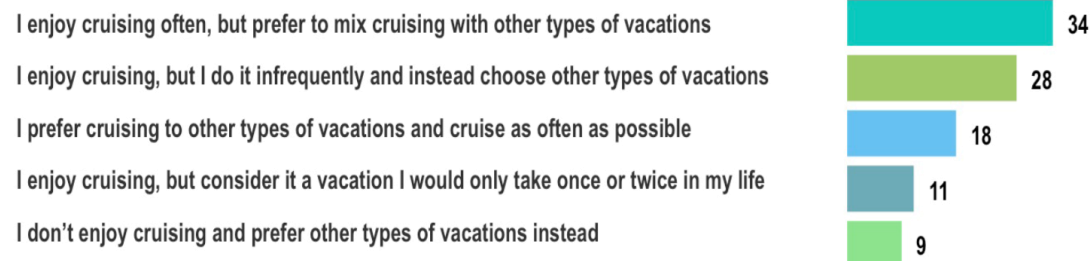 I enjoy cruising often, but prefer to mix cruising with other types of vacations 34
I enjoy cruising, but I do it infrequently and instead choose other types of vacations 28
I prefer cruising to other types of vacations and cruise as often as possible 18
I enjoy cruising, but consider it a vacation I would only take once or twice in my life 11
I don’t enjoy cruising and prefer other types of vacations instead 9